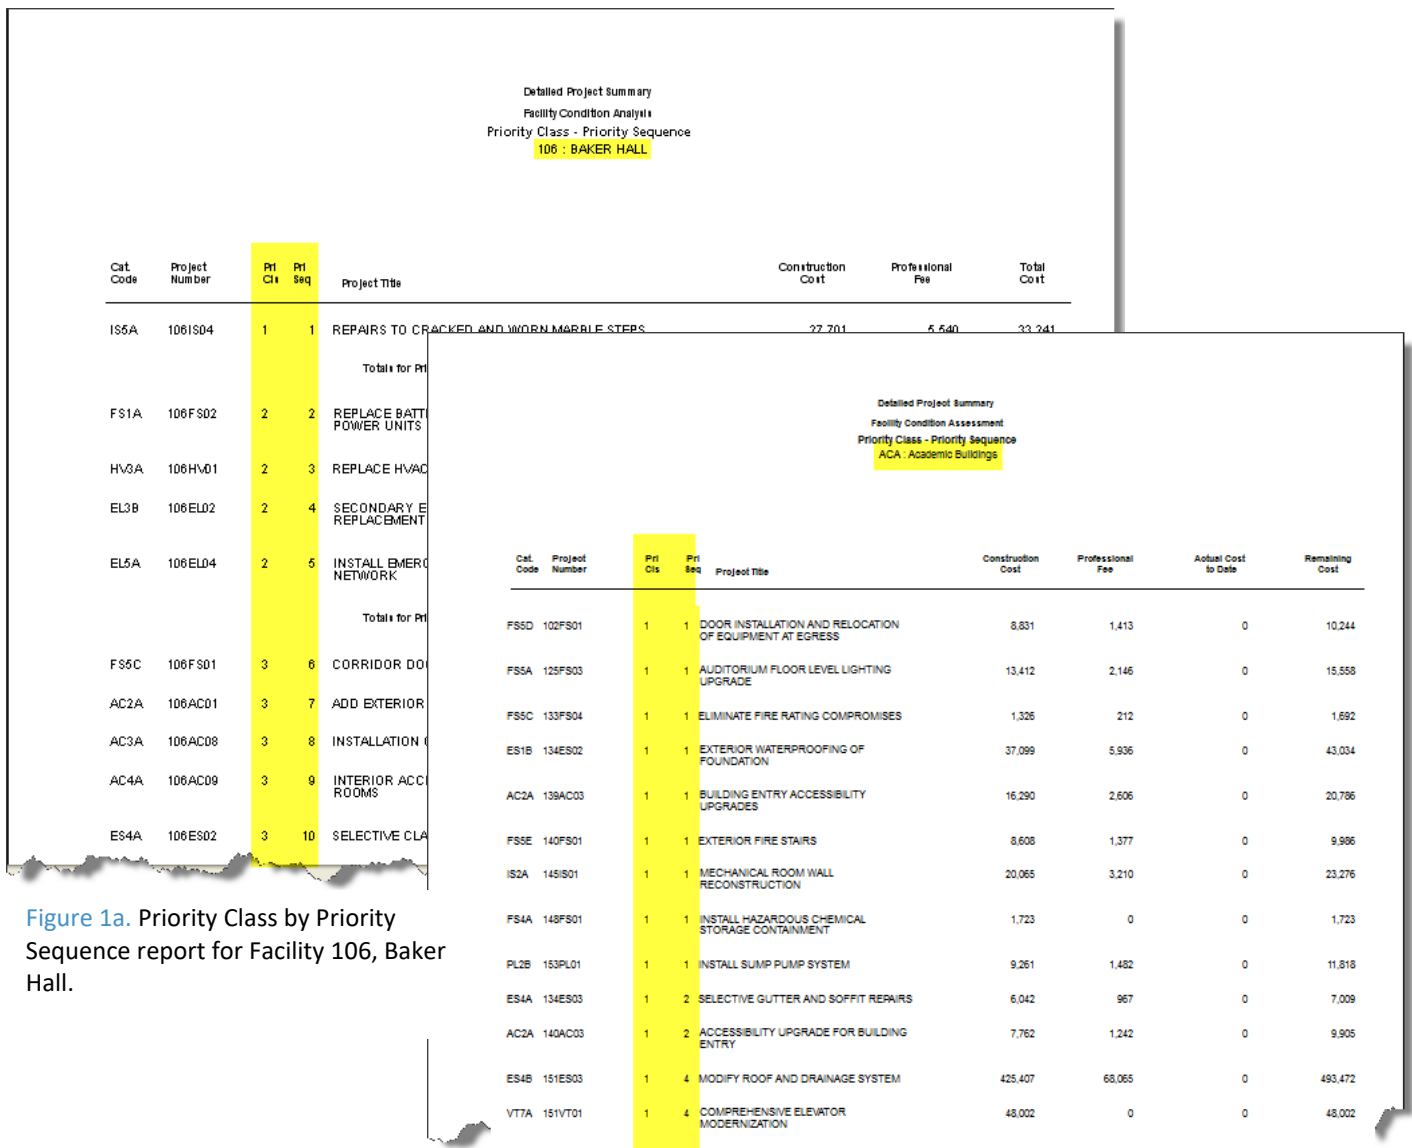 Detailed Project Summary
Facility Condition Analysis
Priority Class - Priority Sequence
106 : BAKER HALL
Cat. Project Pri Pri Construction Professional Total
Code Number Cls Seq Project Title Cost Fee Cost
IS5A 106IS04 1 1 REPAIRS TO CRACKED AND WORN MARBLE STEPS 27,701 5,540 33,241
Totals for Pri
FS1A 106FS02 2 2 REPLACE BATT
POWER UNITS
HV3A 106HV01 2 3 REPLACE HVAC
EL3B 106EL02 2 4 SECONDARY E
REPLACEMENT
EL5A 106EL04 2 5 INSTALL EMERG
NETWORK
Totals for Pri
FS5C 106FS01 3 6 CORRIDOR DO
AC2A 106AC01 3 7 ADD EXTERIOR
AC3A 106AC08 3 8 INSTALLATION
AC4A 106AC09 3 9 INTERIOR ACC
ROOMS
ES4A 106ES02 3 10 SELECTIVE CLA
Figure 1a. Priority Class by Priority
Sequence report for Facility 106, Baker
Hall.
Detailed Project Summary
Facility Condition Assessment
Priority Class - Priority Sequence
ACA : Academic Buildings
Cat. Project Pri Pri Construction Professional Actual Cost Remaining
Code Number Cls Seq Project Title Cost Fee to Date Cost
FS5D 102FS01 1 1 DOOR INSTALLATION AND RELOCATION 8,831 1,413 0 10,244
OF EQUIPMENT AT EGRESS
FS5A 125FS03 1 1 AUDITORIUM FLOOR LEVEL LIGHTING 13,412 2,146 0 15,558
UPGRADE
FS5C 133FS04 1 1 ELIMINATE FIRE RATING COMPROMISES 1,326 212 0 1,692
ES1B 134ES02 1 1 EXTERIOR WATERPROOFING OF 37,099 5,936 0 43,034
FOUNDATION
AC2A 139AC03 1 1 BUILDING ENTRY ACCESSIBILITY 16,290 2,606 0 20,786
UPGRADES
FS5E 140FS01 1 1 EXTERIOR FIRE STAIRS 8,608 1,377 0 9,986
IS2A 145IS01 1 1 MECHANICAL ROOM WALL 20,065 3,210 0 23,276
RECONSTRUCTION
FS4A 148FS01 1 1 INSTALL HAZARDOUS CHEMICAL 1,723 0 0 1,723
STORAGE CONTAINMENT
PL2B 153PL01 1 1 INSTALL SUMP PUMP SYSTEM 9,261 1,482 0 11,818
ES4A 134ES03 1 2 SELECTIVE GUTTER AND SOFFIT REPAIRS 6,042 967 0 7,009
AC2A 140AC03 1 2 ACCESSIBILITY UPGRADE FOR BUILDING 7,762 1,242 0 9,905
ENTRY
ES4B 151ES03 1 4 MODIFY ROOF AND DRAINAGE SYSTEM 425,407 68,065 0 493,472
VT7A 151VT01 1 4 COMPREHENSIVE ELEVATOR 48,002 0 0 48,002
MODERNIZATION